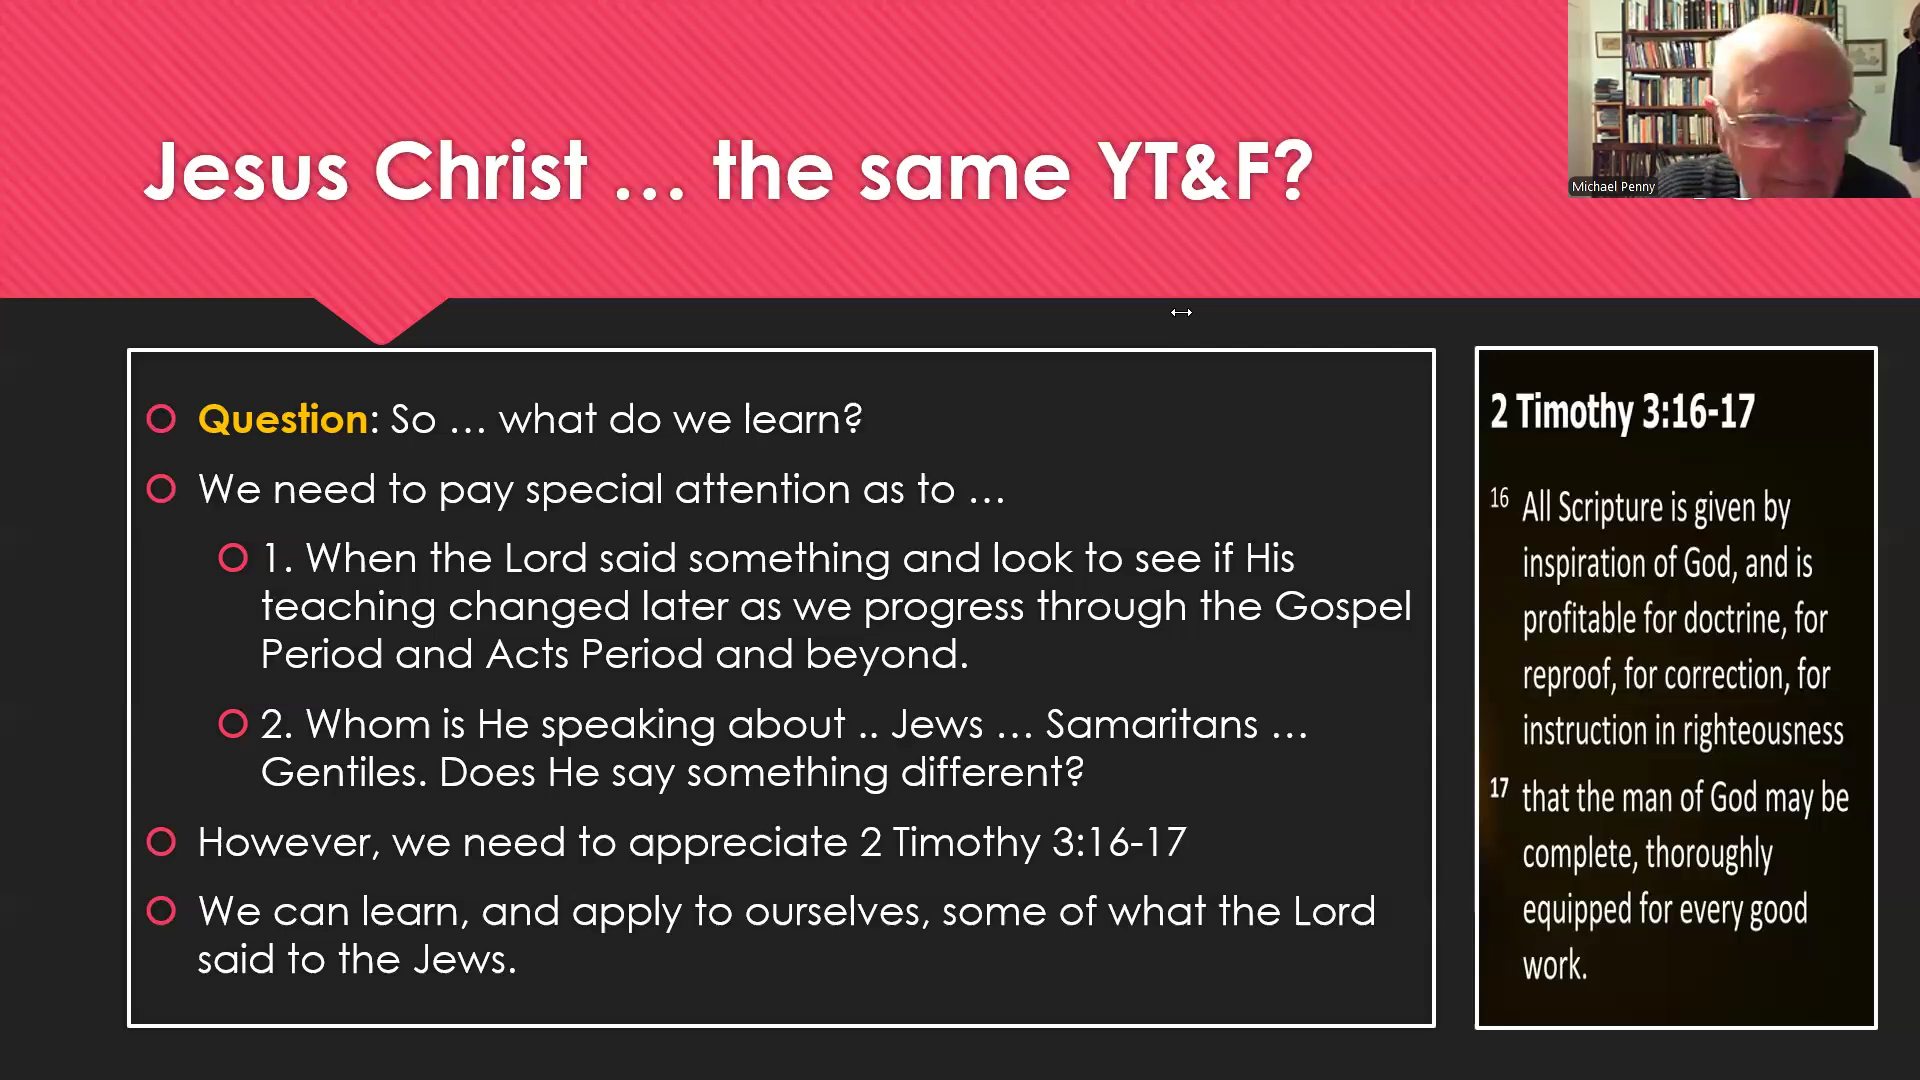 Jesus Christ … the same YT&F?
Michael Penny
Question: So … what do we learn?
We need to pay special attention as to …
1. When the Lord said something and look to see if His
teaching changed later as we progress through the Gospel
Period and Acts Period and beyond.
2. Whom is He speaking about .. Jews … Samaritans …
Gentiles. Does He say something different?
However, we need to appreciate 2 Timothy 3:16-17
We can learn, and apply to ourselves, some of what the Lord
said to the Jews.
2 Timothy 3:16-17
16 All Scripture is given by
inspiration of God, and is
profitable for doctrine, for
reproof, for correction, for
instruction in righteousness
17 that the man of God may be
complete, thoroughly
equipped for every good
work.